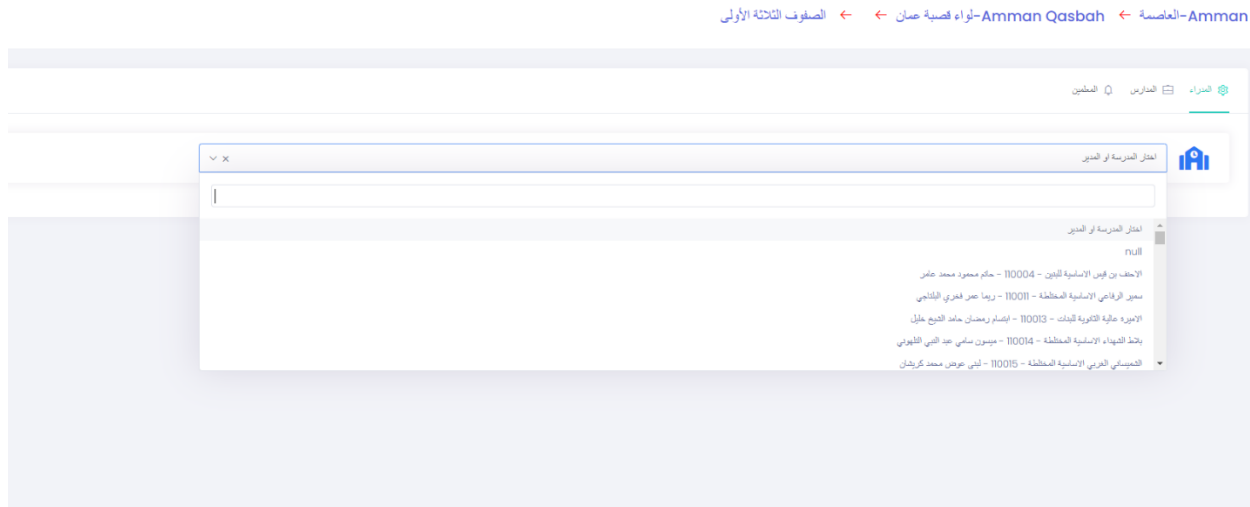 Amman-العاصمة ← Amman Qasbah-لواء قصبة عمان ← ← الصفوف الثلاثة الأولى
المدراء المدارس المعلمين
اختار المدرسة او المدير
اختار المدرسة او المدير
null
الاحنف بن قيس الاساسية للبنين - 110004 - حاتم محمود محمد عامر
سمير الرفاعي الاساسية المختلطة - 110011 - ريما عمر فخري البلتاجي
الاميره عالية الثانوية للبنات - 110013 - ابتسام رمضان حامد الشيخ خليل
بلاط الشهداء الاساسية المختلطة - 110014 - ميسون سامي عبد النبي التلهوني
الشميساني الغربي الاساسية المختلطة - 110015 - لبنى عوض محمد كريشان